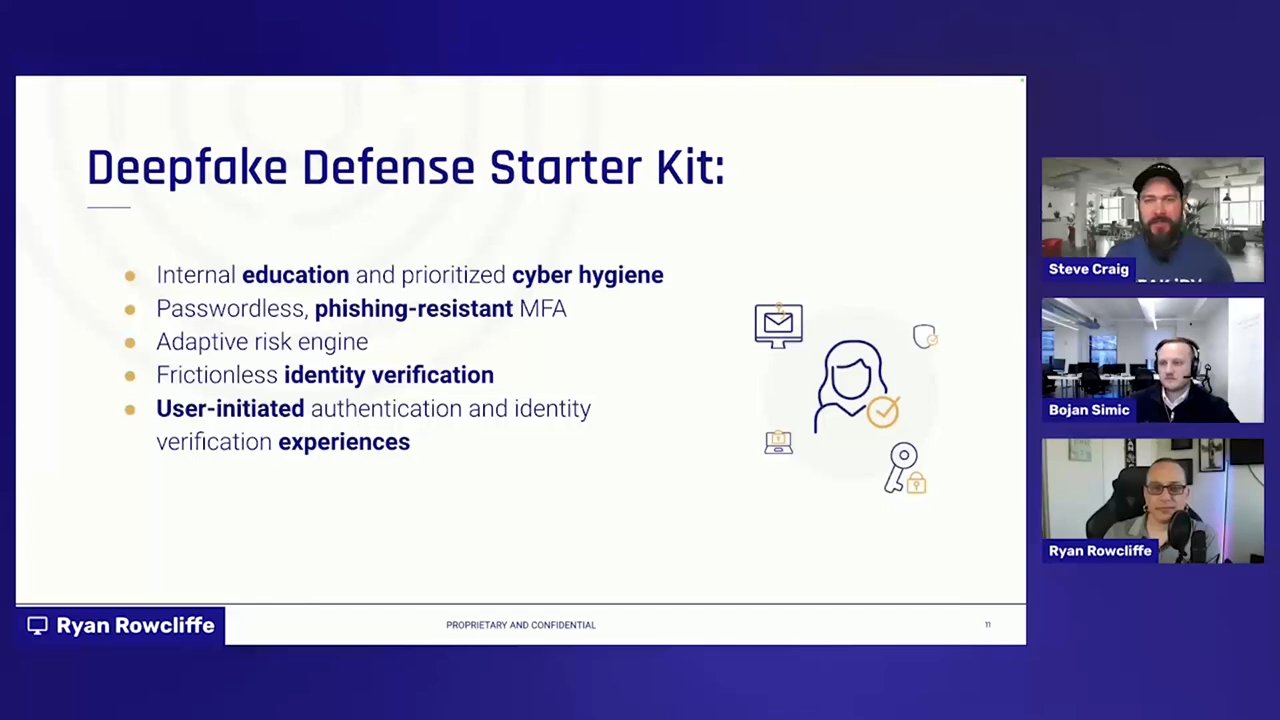 Deepfake Defense Starter Kit:
Internal education and prioritized cyber hygiene
Passwordless, phishing-resistant MFA
Adaptive risk engine
Frictionless identity verification
User-initiated authentication and identity
verification experiences
PROPRIETARY AND CONFIDENTIAL
11
Ryan Rowcliffe
Steve Craig
Bojan Simic
Ryan Rowcliffe